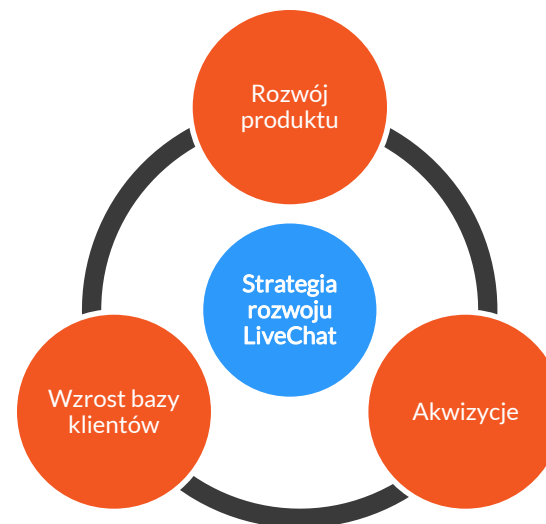 Rozwój
produktu
Strategia
rozwoju
LiveChat
Wzrost bazy
klientów
Akwizycje